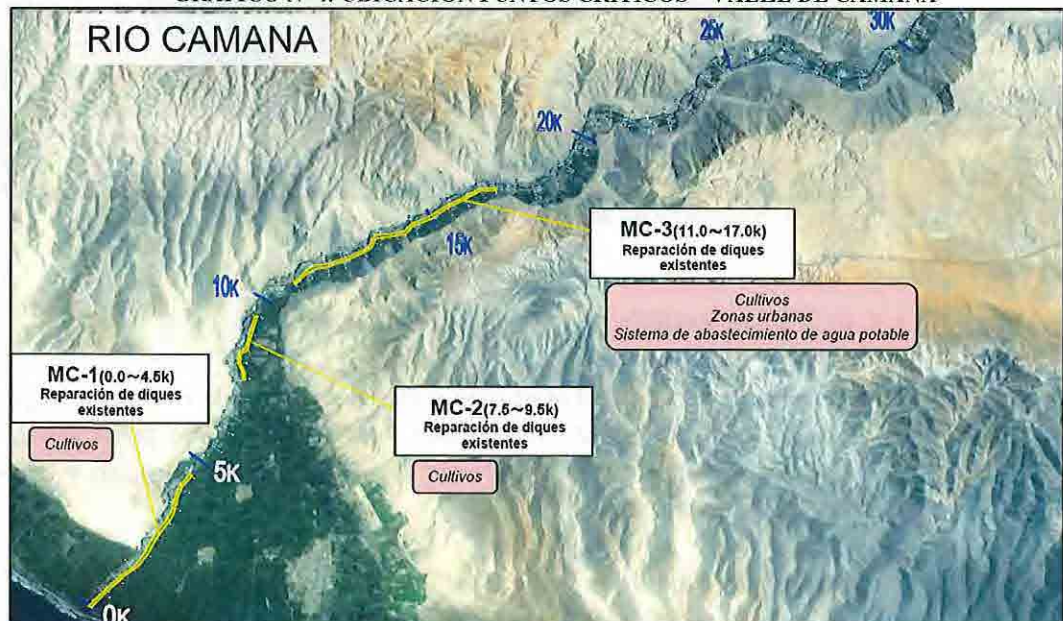 RIO CAMANA
25K
30K
20K
MC-3(11.0~17.0k)
Reparación de diques
existentes
15K
Cultivos
Zonas urbanas
Sistema de abastecimiento de agua potable
10K
MC-1(0.0~4.5k)
Reparación de diques
existentes
Cultivos
MC-2(7.5~9.5k)
Reparación de diques
existentes
Cultivos
5K
0K